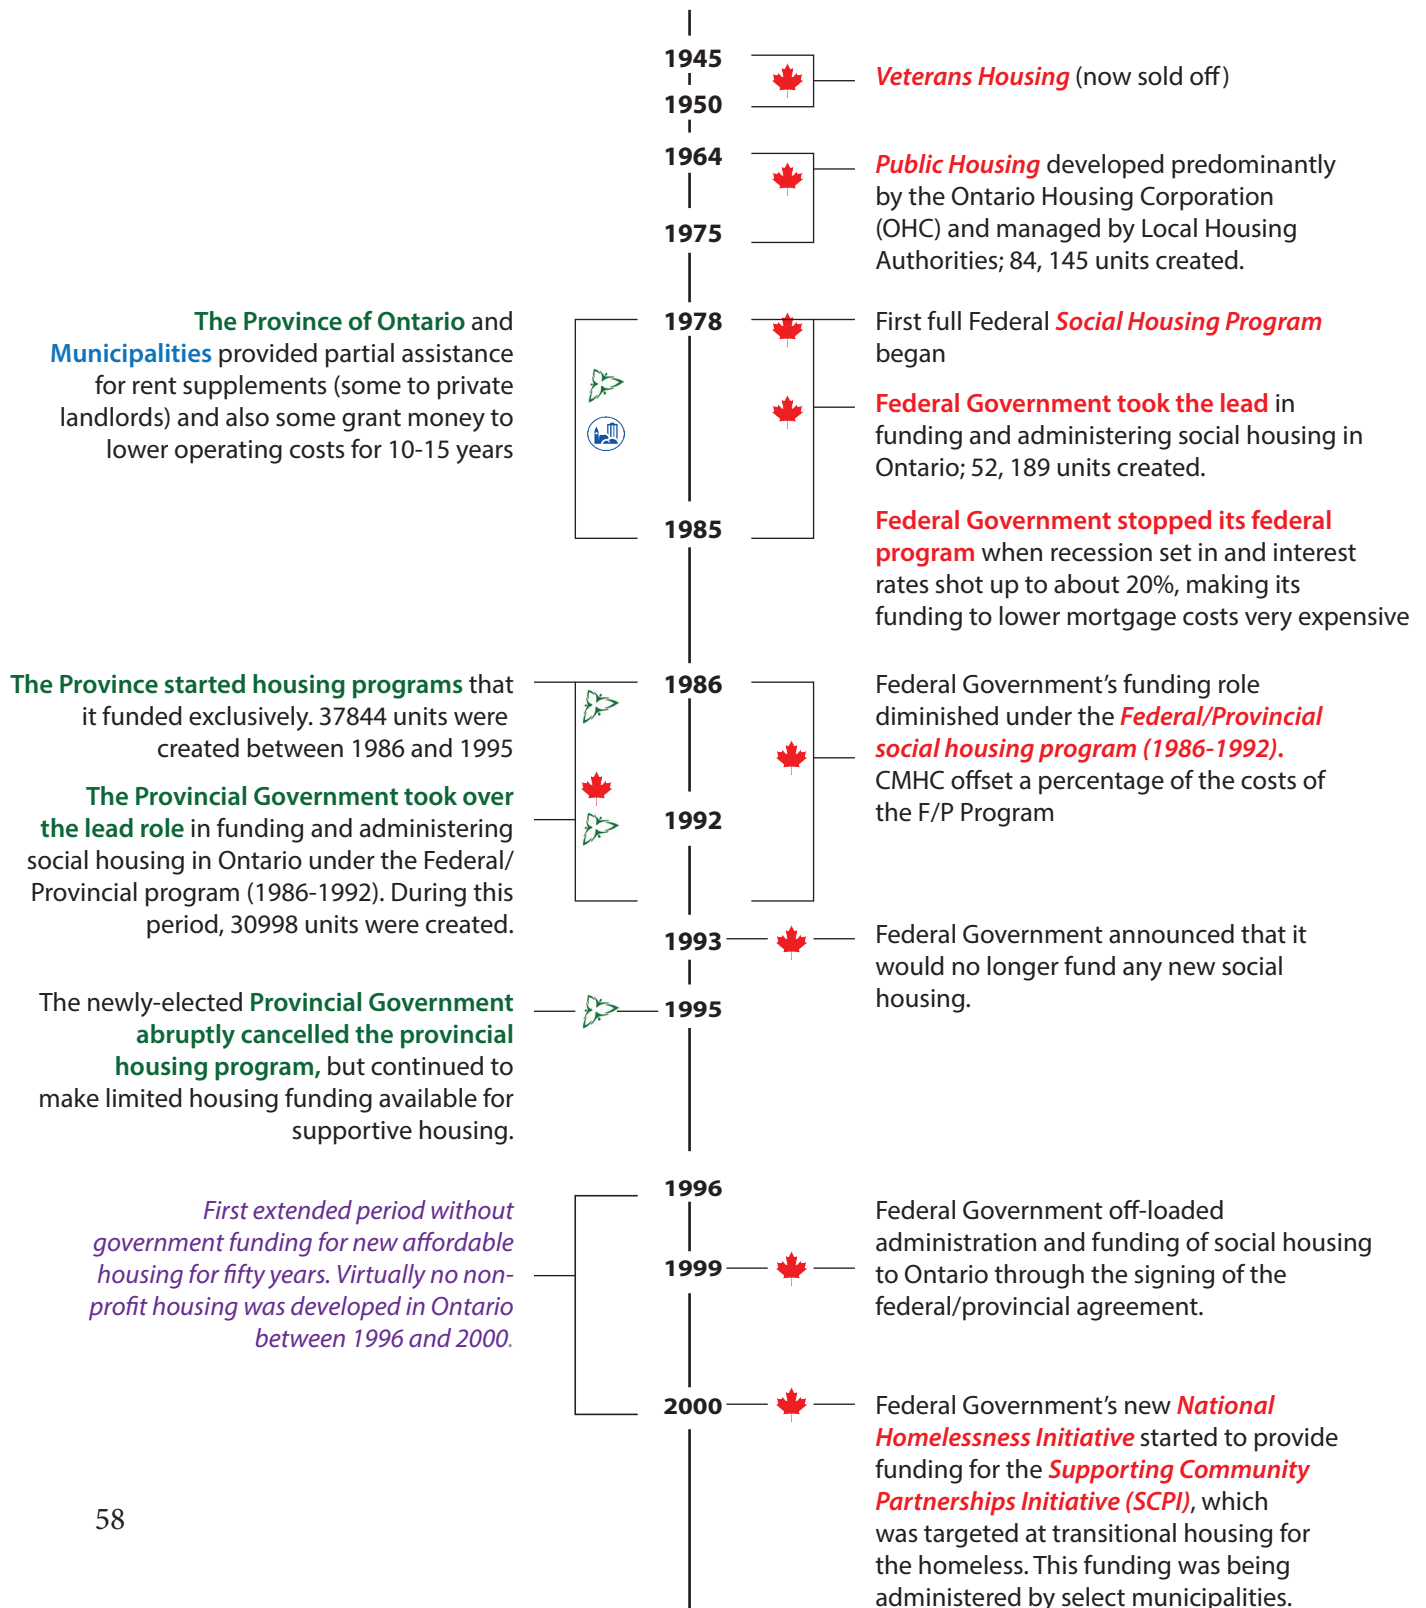 1945
1950
Veterans Housing (now sold off)
1964
1975
Public Housing developed predominantly
by the Ontario Housing Corporation
(OHC) and managed by Local Housing
Authorities; 84, 145 units created.
The Province of Ontario and
Municipalities provided partial assistance
for rent supplements (some to private
landlords) and also some grant money to
lower operating costs for 10-15 years
1978
1985
First full Federal Social Housing Program
began
Federal Government took the lead in
funding and administering social housing in
Ontario; 52, 189 units created.
Federal Government stopped its federal
program when recession set in and interest
rates shot up to about 20%, making its
funding to lower mortgage costs very expensive
The Province started housing programs that
it funded exclusively. 37844 units were
created between 1986 and 1995
The Provincial Government took over
the lead role in funding and administering
social housing in Ontario under the Federal/
Provincial program (1986-1992). During this
period, 30998 units were created.
1986
1992
Federal Government’s funding role
diminished under the Federal/Provincial
social housing program (1986-1992).
CMHC offset a percentage of the costs of
the F/P Program
1993
Federal Government announced that it
would no longer fund any new social
housing.
The newly-elected Provincial Government
abruptly cancelled the provincial
housing program, but continued to
make limited housing funding available for
supportive housing.
1995
First extended period without
government funding for new affordable
housing for fifty years. Virtually no non-
profit housing was developed in Ontario
between 1996 and 2000.
1996
1999
Federal Government off-loaded
administration and funding of social housing
to Ontario through the signing of the
federal/provincial agreement.
2000
Federal Government’s new National
Homelessness Initiative started to provide
funding for the Supporting Community
Partnerships Initiative (SCPI), which
was targeted at transitional housing for
the homeless. This funding was being
administered by select municipalities.
58